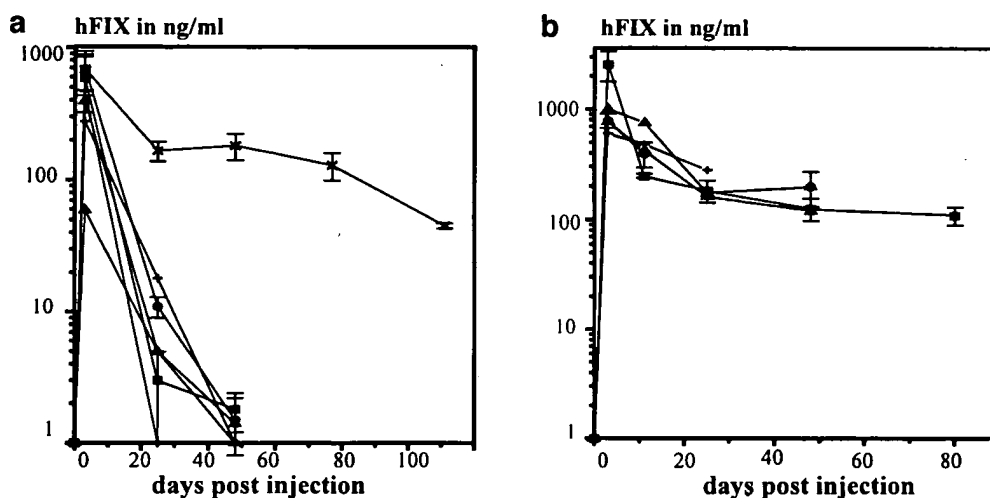 a
hFIX in ng/ml
1000
100
10
1
0 20 40 60 80 100
days post injection
b
hFIX in ng/ml
1000
100
10
1
0 20 40 60 80
days post injection